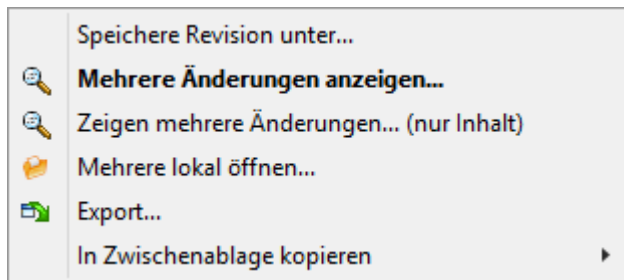 Speichere Revision unter...
Mehrere Änderungen anzeigen...
Zeigen mehrere Änderungen... (nur Inhalt)
Mehrere lokal öffnen...
Export...
In Zwischenablage kopieren